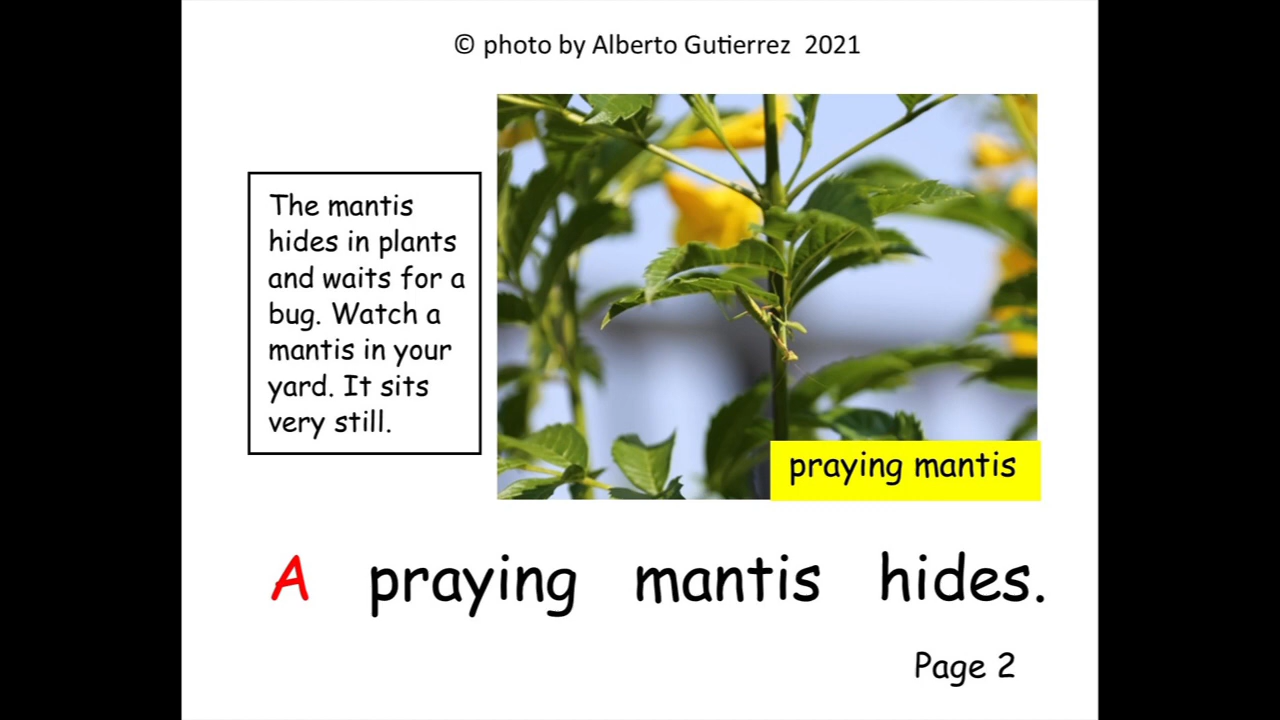 © photo by Alberto Gutierrez 2021
The mantis
hides in plants
and waits for a
bug. Watch a
mantis in your
yard. It sits
very still.
praying mantis
A praying mantis hides.
Page 2